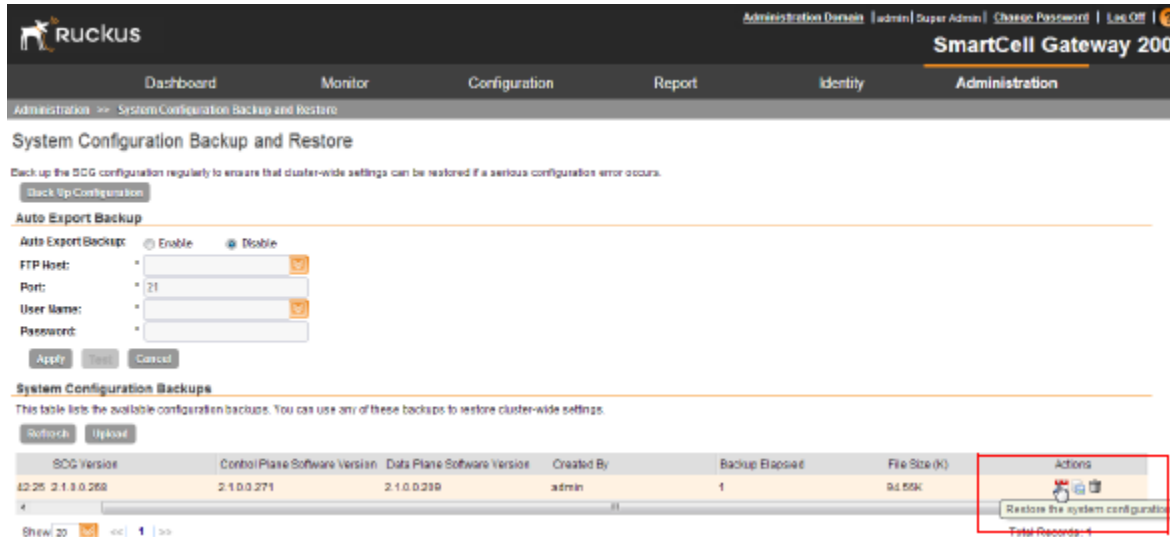 Administration Domain | admin | Super Admin | Change Password | Log Off |
RUCKUS
SmartCell Gateway 200
Dashboard Monitor Configuration Report Identity Administration
Administration >> System Configuration Backup and Restore
System Configuration Backup and Restore
Back up the SCG configuration regularly to ensure that cluster-wide settings can be restored if a serious configuration error occurs.
Back Up Configuration
Auto Export Backup
Auto Export Backup: Enable Disable
FTP Host: *
Port: * 21
User Name: *
Password: *
Apply Test Cancel
System Configuration Backups
This table lists the available configuration backups. You can use any of these backups to restore cluster-wide settings.
Refresh Upload
SCG Version Control Plane Software Version Data Plane Software Version Created By Backup Elapsed File Size (K) Actions
42:25 2.1.0.0.268 2.1.0.0.271 2.1.0.0.209 admin 1 94.55K
Restore the system configuration
Show 20 << | 1 | >> Total Records: 1